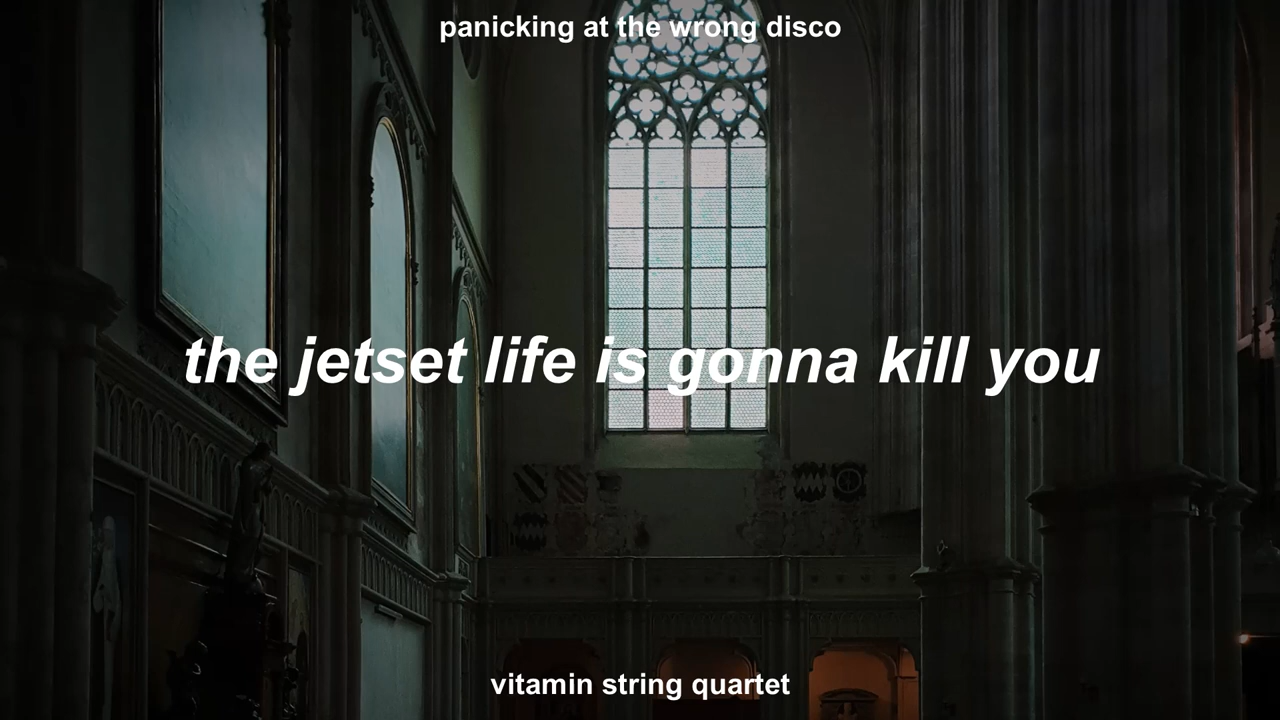 panicking at the wrong disco
the jetset life is gonna kill you
vitamin string quartet